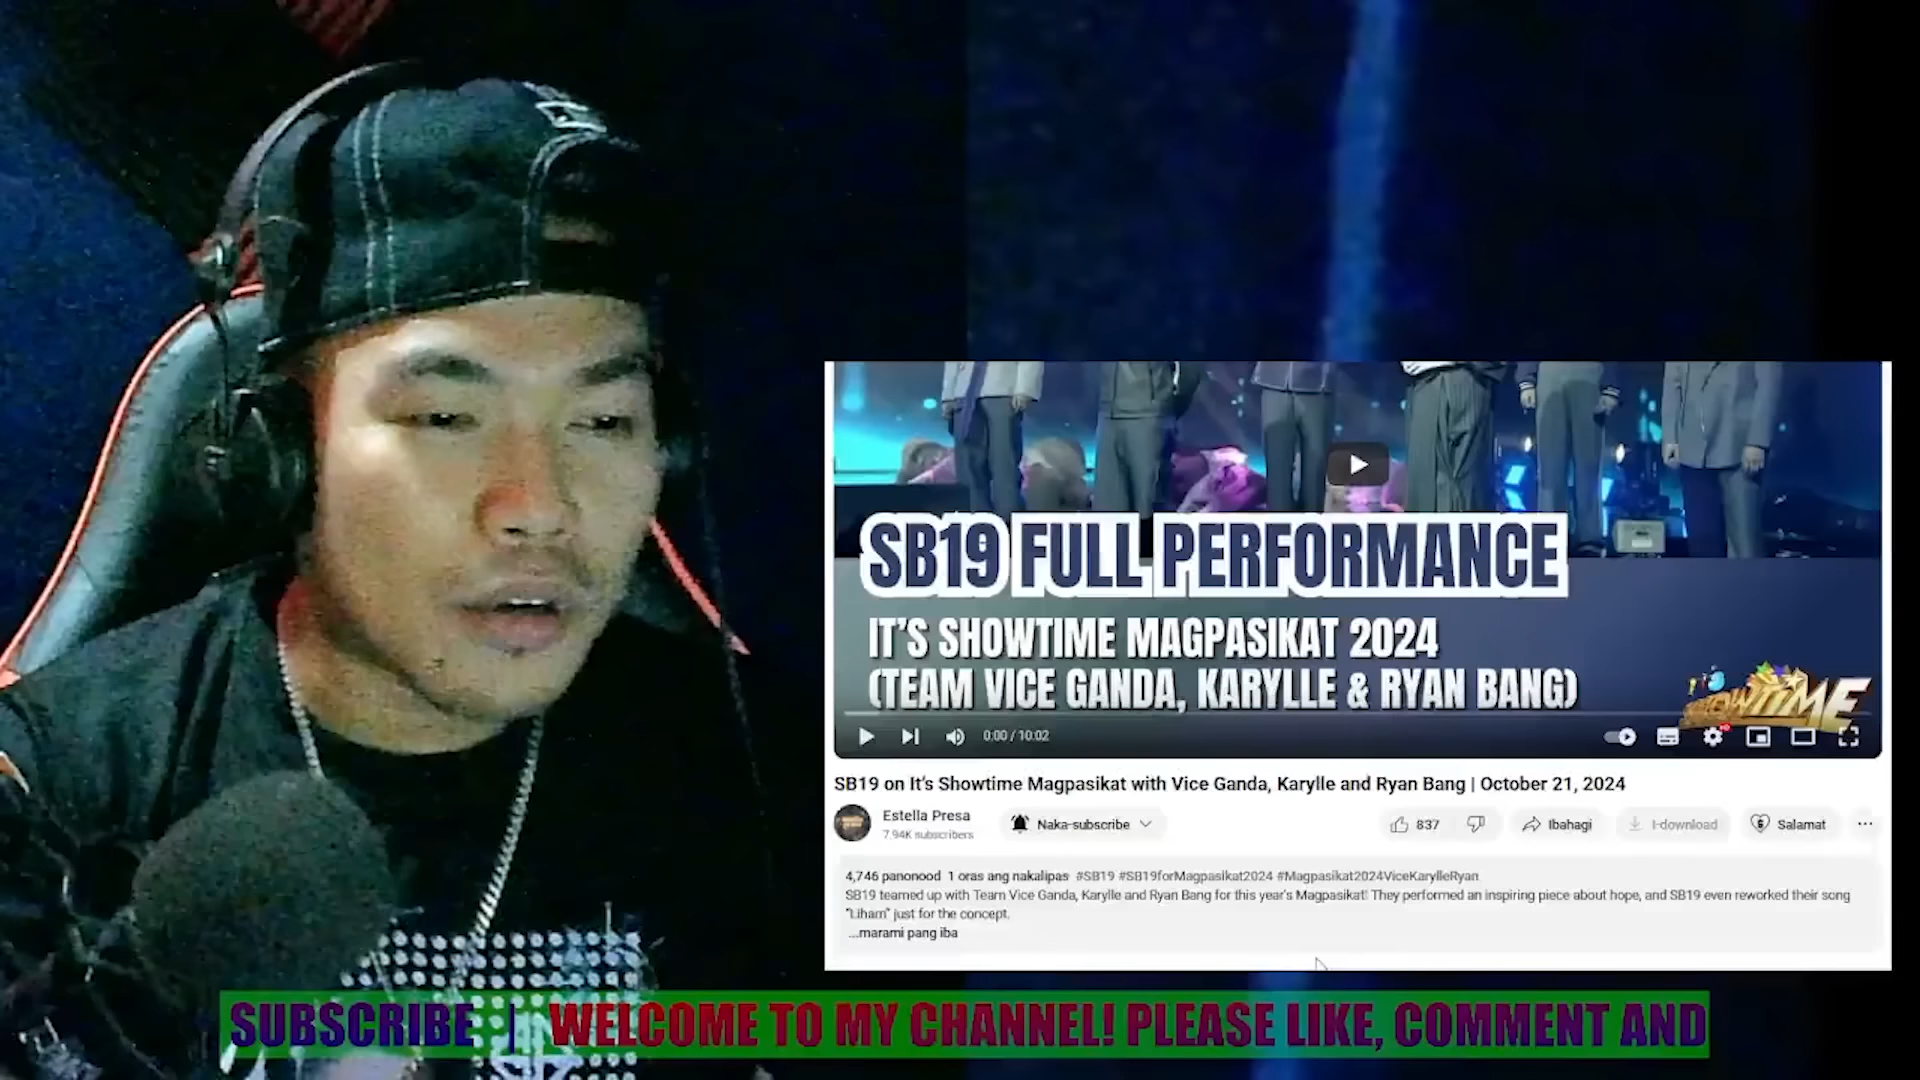 SB19 FULL PERFORMANCE
IT'S SHOWTIME MAGPASIKAT 2024
(TEAM VICE GANDA, KARYLLE & RYAN BANG)
IT'S SHOWTIME
0:00 / 10:02
SB19 on It's Showtime Magpasikat with Vice Ganda, Karylle and Ryan Bang | October 21, 2024
Estella Presa
7.94K subscribers
Naka-subscribe
837
Ibahagi
I-download
Salamat
4,746 panonood 1 oras ang nakalipas #SB19 #SB19forMagpasikat2024 #Magpasikat2024ViceKarylleRyan
SB19 teamed up with Team Vice Ganda, Karylle and Ryan Bang for this year's Magpasikat! They performed an inspiring piece about hope, and SB19 even reworked their song
"Liham" just for the concept.
...marami pang iba
SUBSCRIBE | WELCOME TO MY CHANNEL! PLEASE LIKE, COMMENT AND